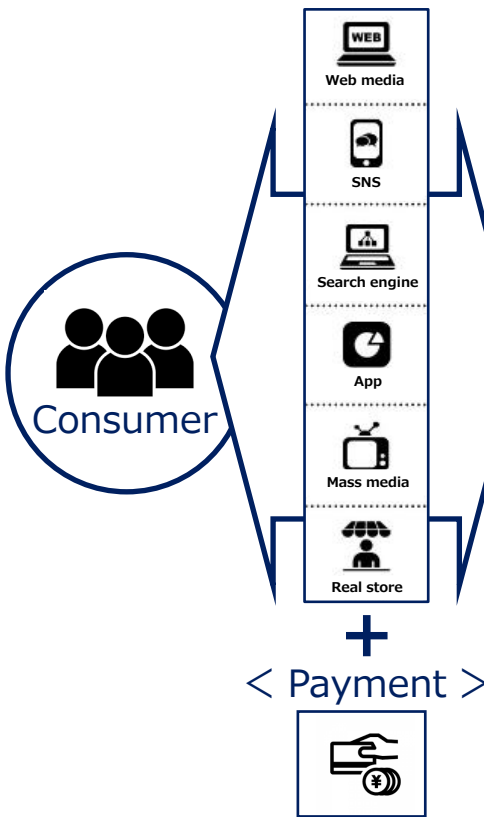 WEB
Web media
SNS
Search engine
Consumer
App
Mass media
Real store
+
< Payment >
¥